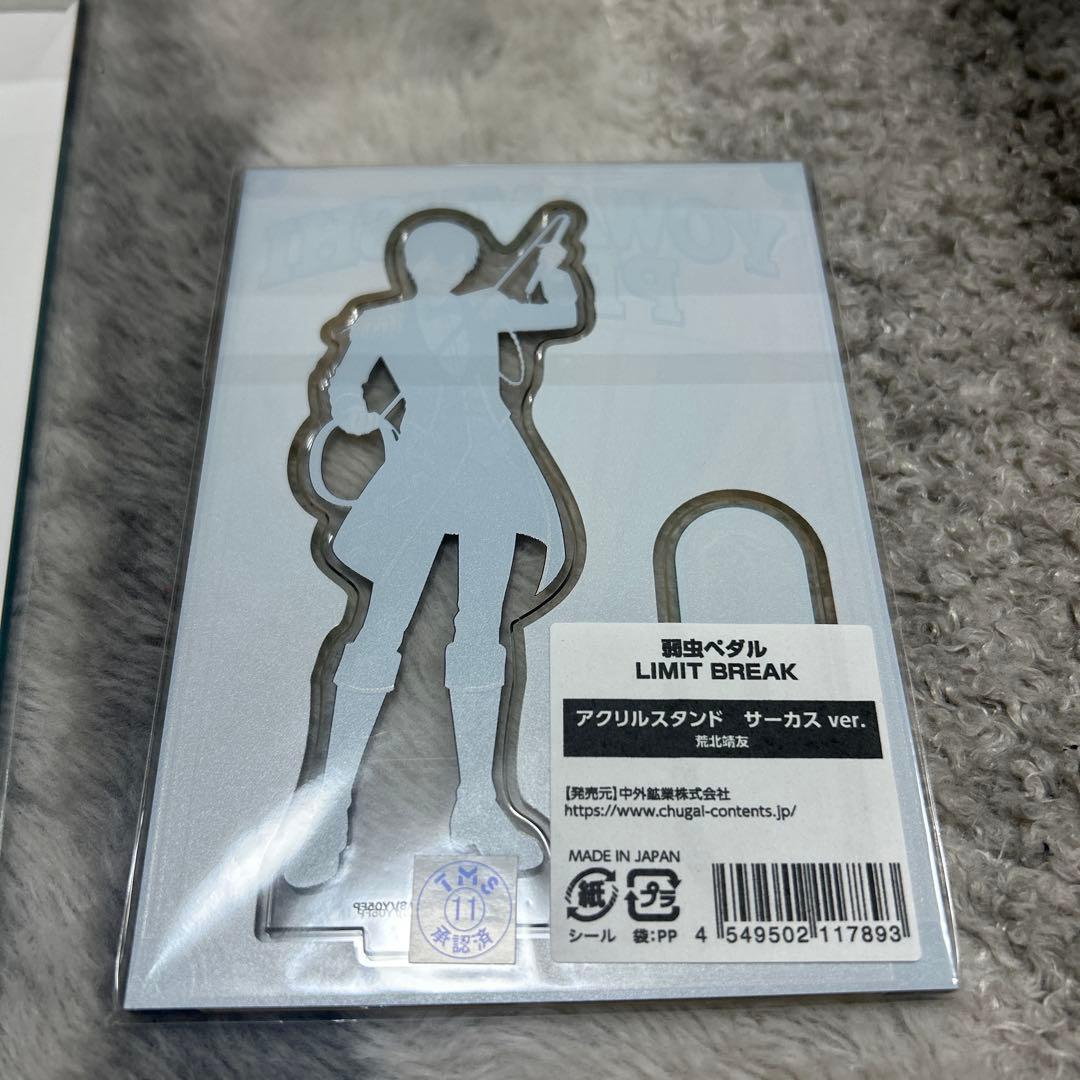 弱虫ペダル
LIMIT BREAK
アクリルスタンド サーカス ver.
荒北靖友
【発売元】中外鉱業株式会社
https://www.chugai-contents.jp/
MADE IN JAPAN
紙 プラ
シール 袋:PP
4 549502 117893
TMS
11
承認済